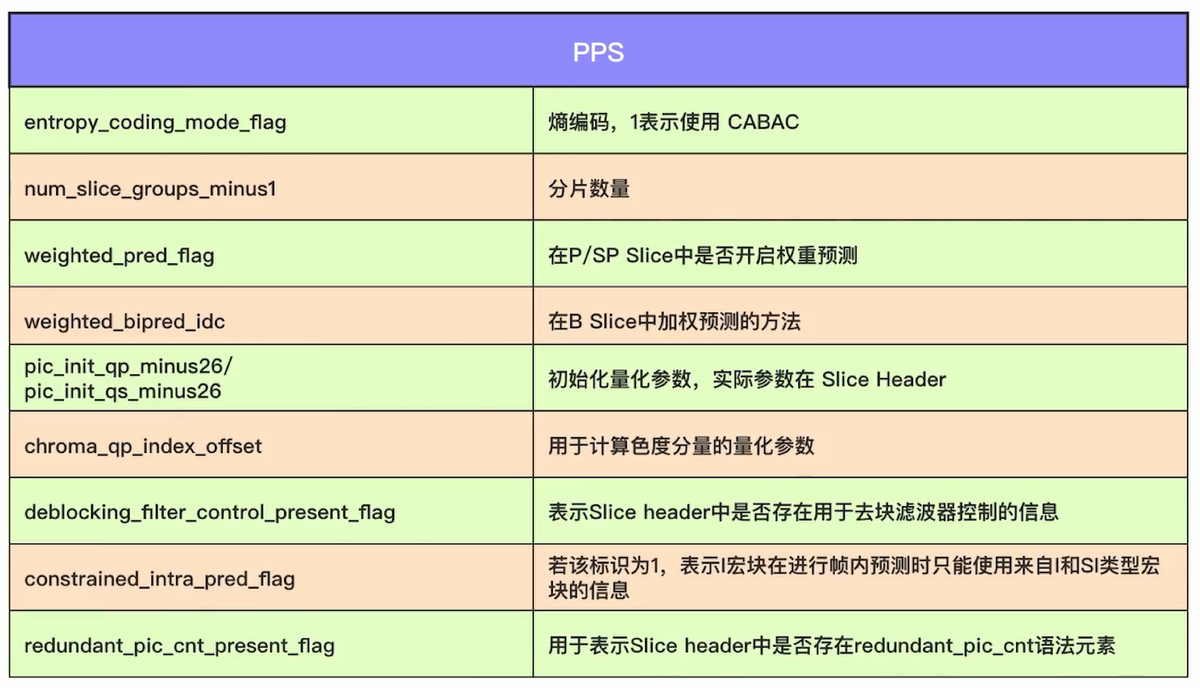 PPS
entropy_coding_mode_flag
熵编码，1表示使用 CABAC
num_slice_groups_minus1
分片数量
weighted_pred_flag
在P/SP Slice中是否开启权重预测
weighted_bipred_idc
在B Slice中加权预测的方法
pic_init_qp_minus26/
pic_init_qs_minus26
初始化量化参数，实际参数在 Slice Header
chroma_qp_index_offset
用于计算色度分量的量化参数
deblocking_filter_control_present_flag
表示Slice header中是否存在用于去块滤波器控制的信息
constrained_intra_pred_flag
若该标识为1，表示I宏块在进行帧内预测时只能使用来自I和SI类型宏
块的信息
redundant_pic_cnt_present_flag
用于表示Slice header中是否存在redundant_pic_cnt语法元素